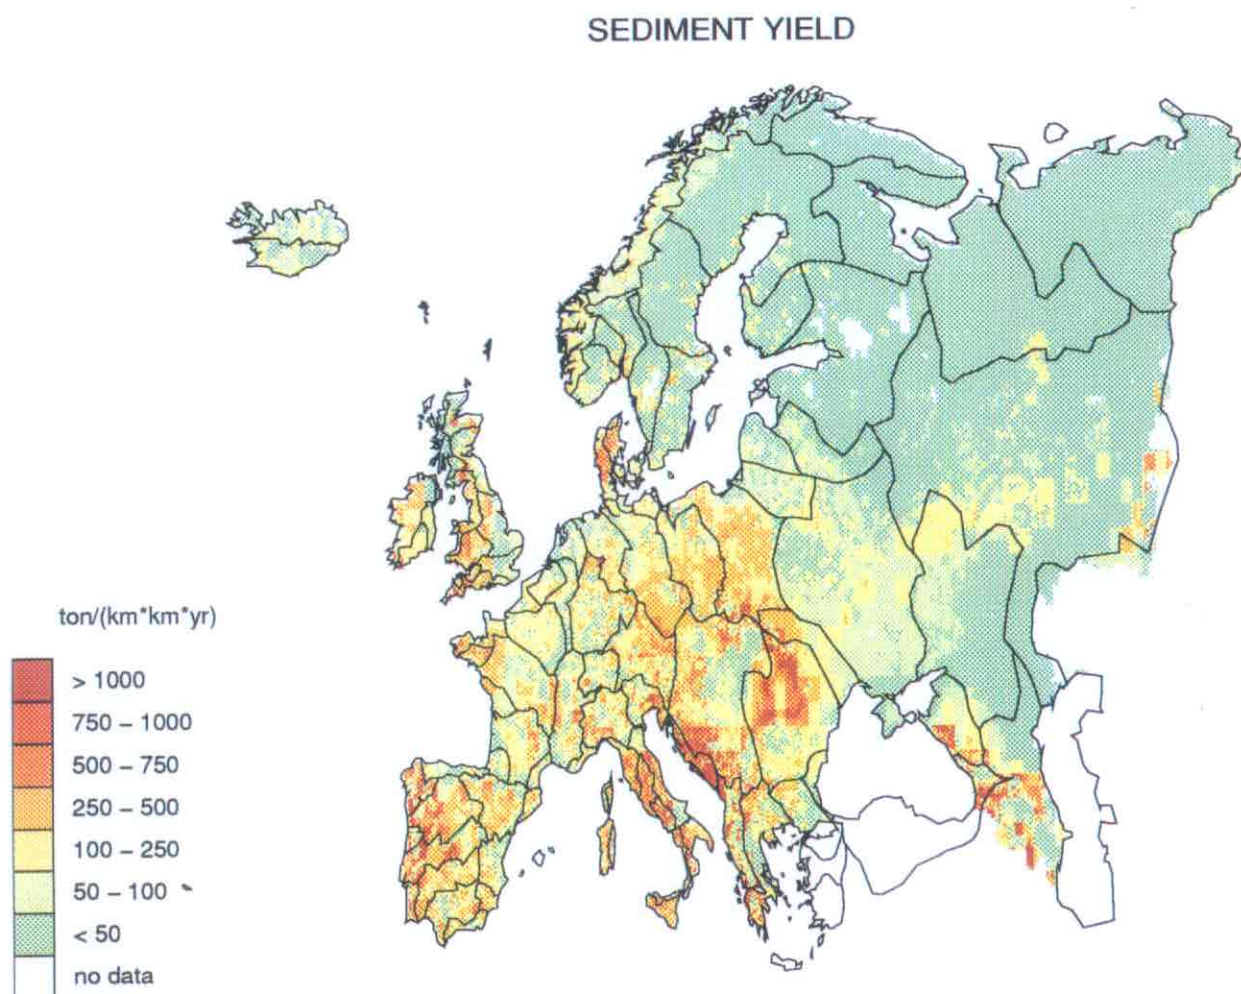 SEDIMENT YIELD
ton/(km*km*yr)
> 1000
750 – 1000
500 – 750
250 – 500
100 – 250
50 – 100
< 50
no data